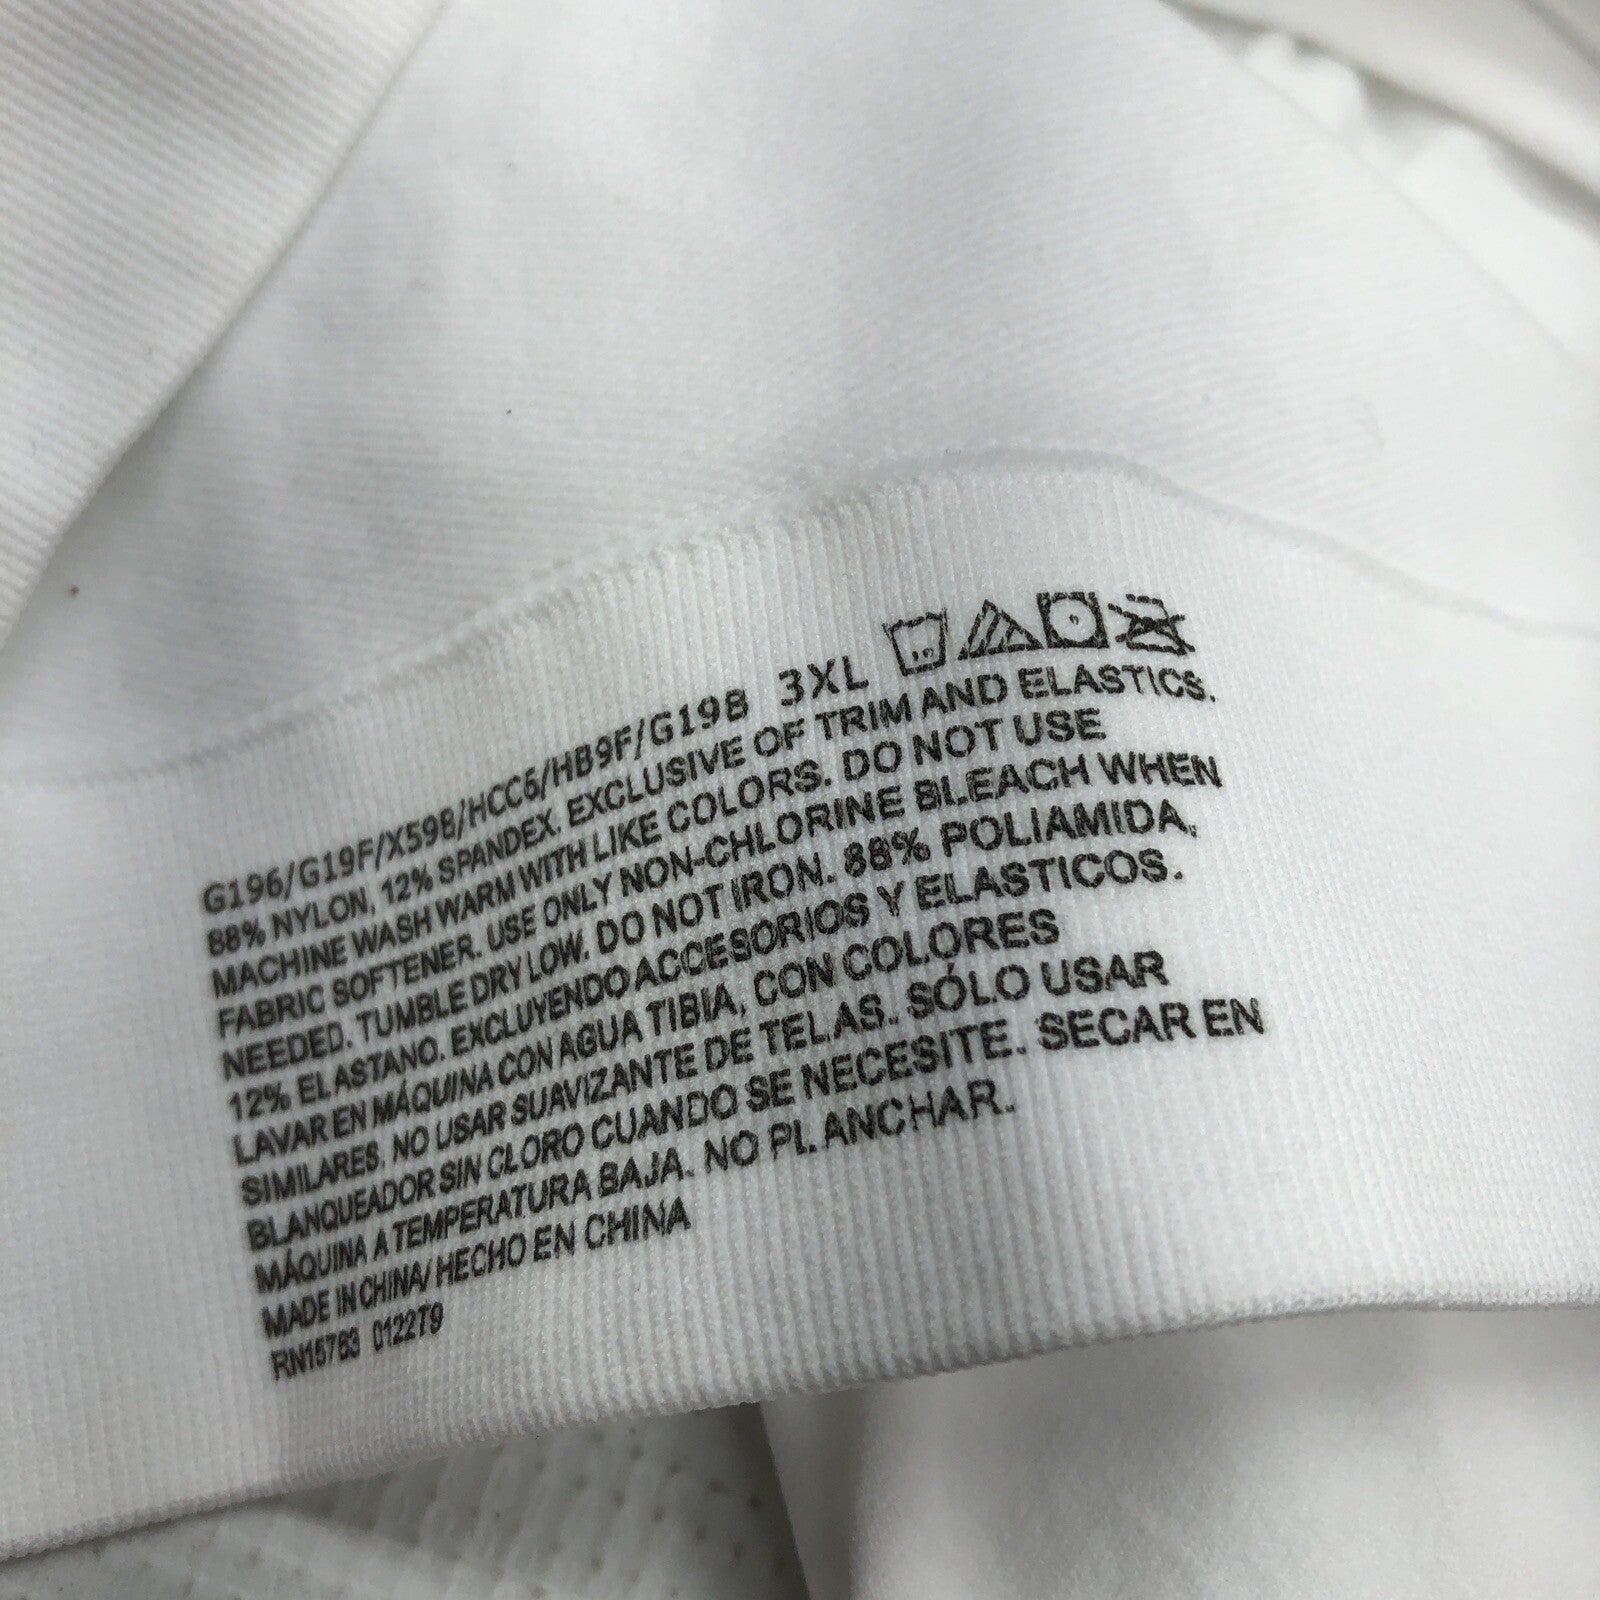 G196/G19F/X59B/HCC6/HB9F/G19B 3XL
88% NYLON, 12% SPANDEX. EXCLUSIVE OF TRIM AND ELASTICS.
MACHINE WASH WARM WITH LIKE COLORS. DO NOT USE
FABRIC SOFTENER. USE ONLY NON-CHLORINE BLEACH WHEN
NEEDED. TUMBLE DRY LOW. DO NOT IRON. 88% POLIAMIDA,
12% ELASTANO. EXCLUYENDO ACCESORIOS Y ELASTICOS.
LAVAR EN MÁQUINA CON AGUA TIBIA, CON COLORES
SIMILARES. NO USAR SUAVIZANTE DE TELAS. SÓLO USAR
BLANQUEADOR SIN CLORO CUANDO SE NECESITE. SECAR EN
MÁQUINA A TEMPERATURA BAJA. NO PLANCHAR.
MADE IN CHINA/ HECHO EN CHINA
RN15763 0122T9